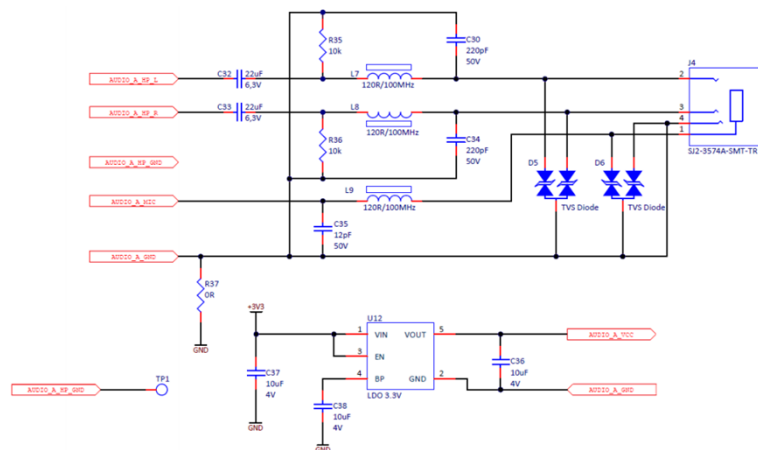 R35
10k
C30
220pF
50V
J4
AUDIO_A_HP_L
C32
22uF
6,3V
L7
120R/100MHz
2
AUDIO_A_HP_R
C33
22uF
6,3V
L8
120R/100MHz
3
4
1
R36
10k
C34
220pF
50V
SJ2-3574A-SMT-TR
AUDIO_A_HP_GND
D5
D6
L9
AUDIO_A_MIC
120R/100MHz
TVS Diode
TVS Diode
C35
12pF
50V
AUDIO_A_GND
R37
0R
GND
+3V3
U12
1
VIN
VOUT
5
AUDIO_A_VCC
3
EN
C37
10uF
4V
C36
10uF
4V
4
BP
GND
2
AUDIO_A_HP_GND
TP1
AUDIO_A_GND
LDO 3.3V
C38
10uF
4V
GND
GND